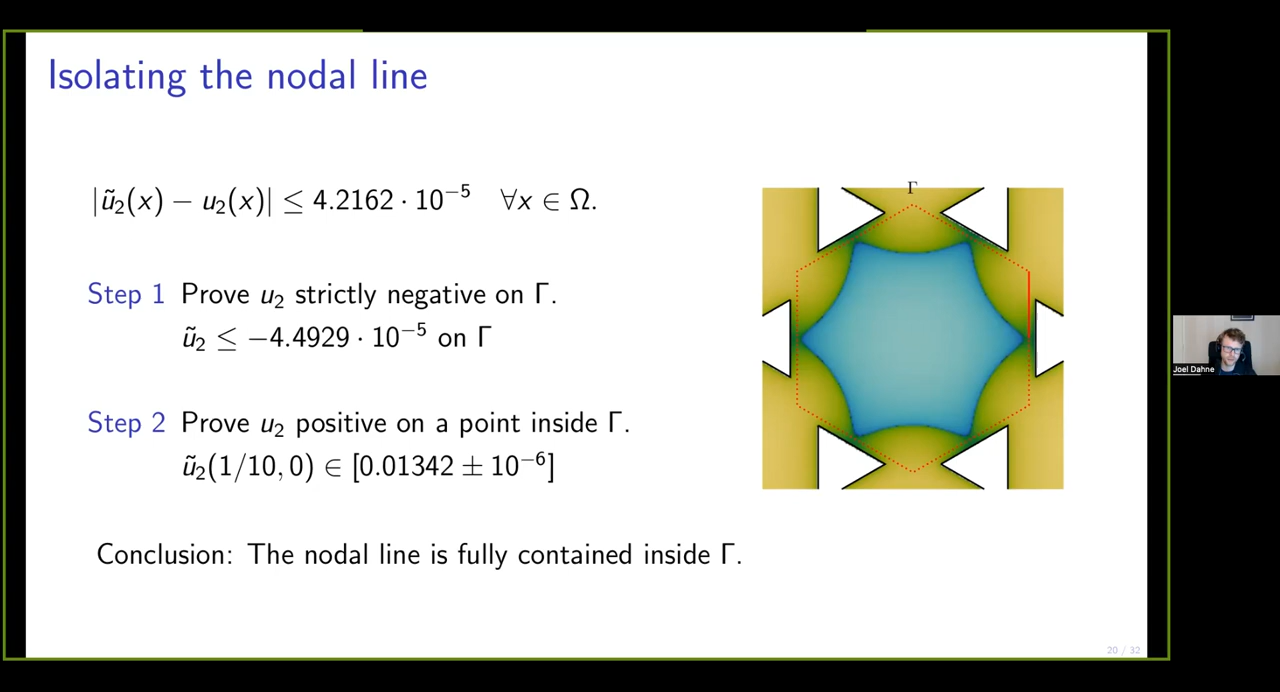 Isolating the nodal line
|ũ₂(x) − u₂(x)| ≤ 4.2162 · 10⁻⁵ ∀x ∈ Ω.
Step 1 Prove u₂ strictly negative on Γ.
ũ₂ ≤ −4.4929 · 10⁻⁵ on Γ
Step 2 Prove u₂ positive on a point inside Γ.
ũ₂(1/10, 0) ∈ [0.01342 ± 10⁻⁶]
Conclusion: The nodal line is fully contained inside Γ.
Γ
Joel Dahne
20 / 32